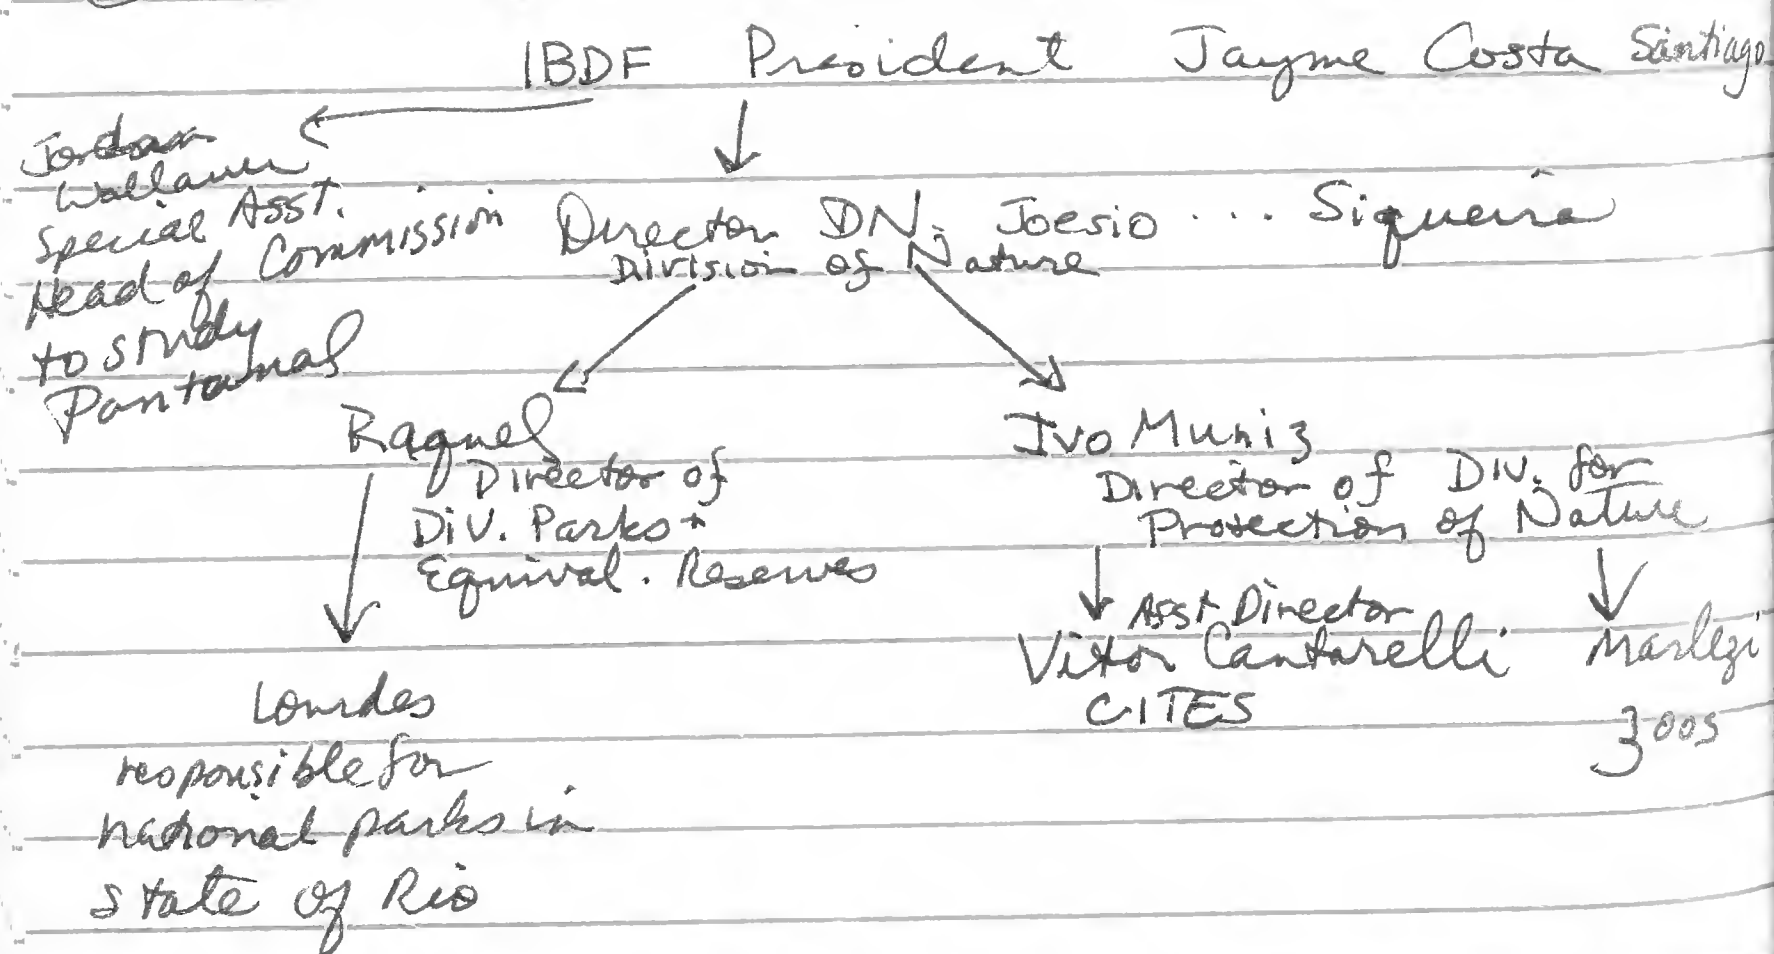 IBDF President Jayme Costa Santiago
Jordan
Wallauer
Special Asst.
Head of Commission
to study
Pantanal
Director DN. Joesio ... Siqueira
Division of Nature
Raquel
Director of
Div. Parks +
Equival. Reserves
Lourdes
responsible for
national parks in
state of Rio
Ivo Muniz
Director of Div. for
Protection of Nature
Asst Director
Vitor Cantarelli
CITES
Marlezi
zoos